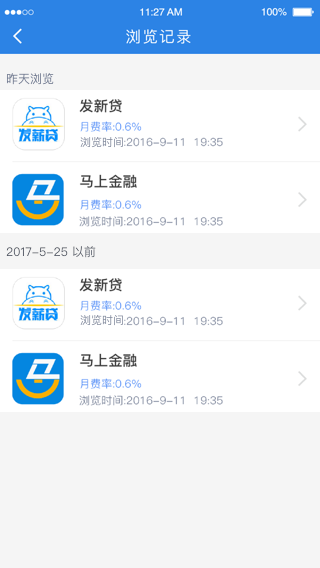 11:27 AM
100%
浏览记录
昨天浏览
发新贷
发新贷
月费率:0.6%
浏览时间:2016-9-11 19:35
马上金融
月费率:0.6%
浏览时间:2016-9-11 19:35
2017-5-25 以前
发新贷
发新贷
月费率:0.6%
浏览时间:2016-9-11 19:35
马上金融
月费率:0.6%
浏览时间:2016-9-11 19:35